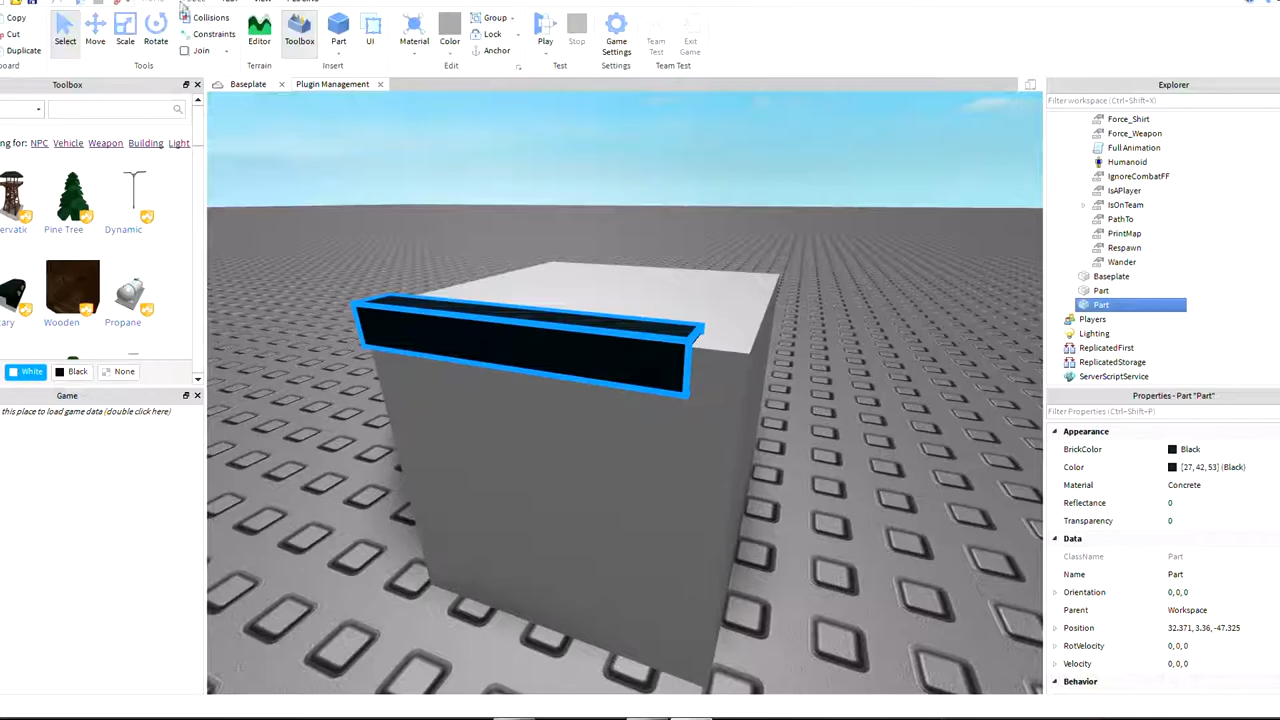 Copy
Cut
Duplicate
Select
Move
Scale
Rotate
Collisions
Constraints
Join
Tools
Editor
Terrain
Toolbox
Part
UI
Insert
Material
Color
Group
Lock
Anchor
Edit
Play
Stop
Test
Game
Settings
Settings
Team
Test
Exit
Game
Team Test
Toolbox
Baseplate
Plugin Management
Explorer
Filter workspace (Ctrl+Shift+X)
NPC Vehicle Weapon Building Light
Pine Tree
Dynamic
Wooden
Propane
White
Black
None
Game
this place to load game data (double click here)
Force_Shirt
Force_Weapon
Full Animation
Humanoid
IgnoreCombatFF
IsAPlayer
IsOnTeam
PathTo
PrintMap
Respawn
Wander
Baseplate
Part
Part
Players
Lighting
ReplicatedFirst
ReplicatedStorage
ServerScriptService
Properties - Part "Part"
Filter Properties (Ctrl+Shift+P)
Appearance
BrickColor Black
Color [27, 42, 53] (Black)
Material Concrete
Reflectance 0
Transparency 0
Data
ClassName Part
Name Part
Orientation 0, 0, 0
Parent Workspace
Position 32.371, 3.36, -47.325
RotVelocity 0, 0, 0
Velocity 0, 0, 0
Behavior